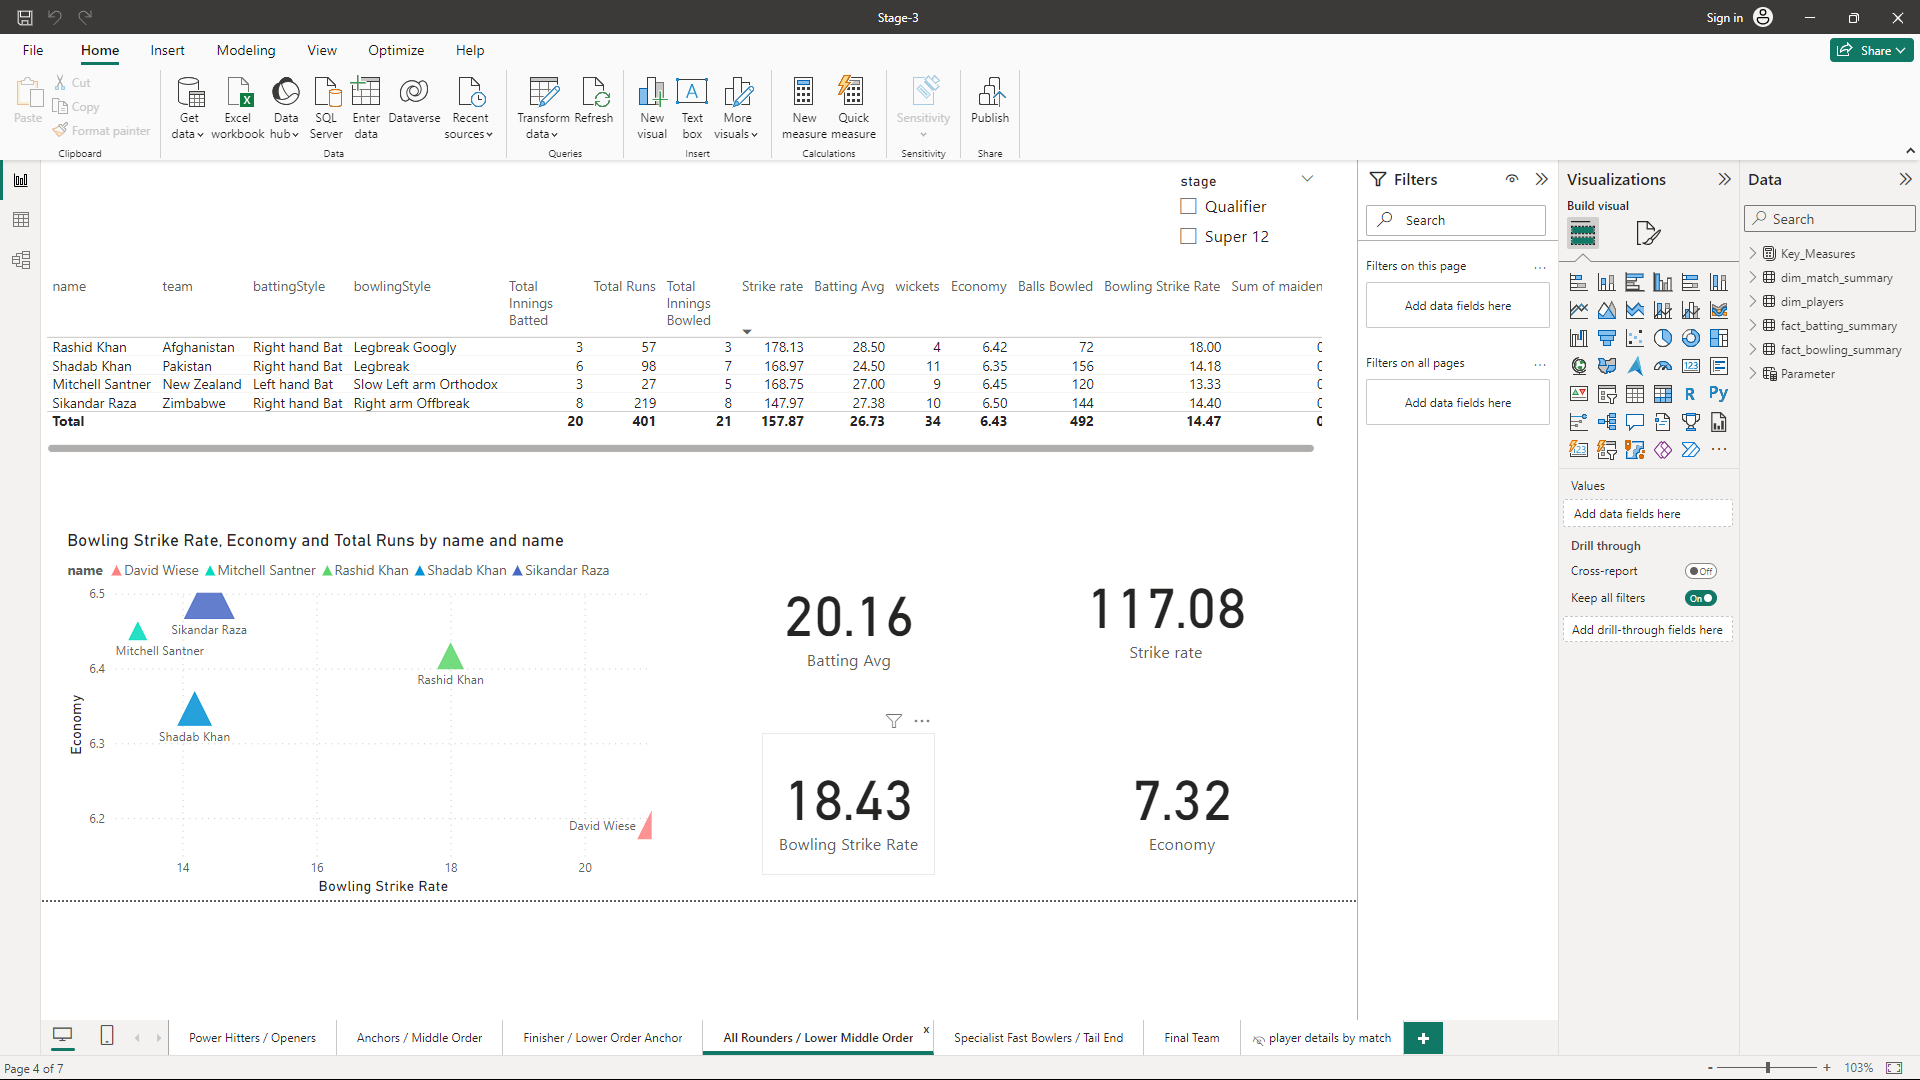 Stage-3
Sign in
File Home Insert Modeling View Optimize Help
Share
Paste
Cut
Copy
Format painter
Clipboard
Get data
Excel workbook
Data hub
SQL Server
Enter data
Dataverse
Recent sources
Data
Transform data
Refresh
Queries
New visual
Text box
More visuals
Insert
New measure
Quick measure
Calculations
Sensitivity
Sensitivity
Publish
Share
stage
Qualifier
Super 12
name team battingStyle bowlingStyle Total Innings Batted Total Runs Total Innings Bowled Strike rate Batting Avg wickets Economy Balls Bowled Bowling Strike Rate Sum of maiden
Rashid Khan Afghanistan Right hand Bat Legbreak Googly 3 57 3 178.13 28.50 4 6.42 72 18.00 0
Shadab Khan Pakistan Right hand Bat Legbreak 6 98 7 168.97 24.50 11 6.35 156 14.18 0
Mitchell Santner New Zealand Left hand Bat Slow Left arm Orthodox 3 27 5 168.75 27.00 9 6.45 120 13.33 0
Sikandar Raza Zimbabwe Right hand Bat Right arm Offbreak 8 219 8 147.97 27.38 10 6.50 144 14.40 0
Total 20 401 21 157.87 26.73 34 6.43 492 14.47 0
Bowling Strike Rate, Economy and Total Runs by name and name
name David Wiese Mitchell Santner Rashid Khan Shadab Khan Sikandar Raza
6.5
Sikandar Raza
Mitchell Santner
6.4
Rashid Khan
Shadab Khan
6.3
6.2
David Wiese
Economy
14 16 18 20
Bowling Strike Rate
20.16
Batting Avg
117.08
Strike rate
18.43
Bowling Strike Rate
7.32
Economy
Filters
Search
Filters on this page
Add data fields here
Filters on all pages
Add data fields here
Visualizations
Build visual
R Py
123
Values
Add data fields here
Drill through
Cross-report Off
Keep all filters On
Add drill-through fields here
Data
Search
Key_Measures
dim_match_summary
dim_players
fact_batting_summary
fact_bowling_summary
Parameter
Power Hitters / Openers
Anchors / Middle Order
Finisher / Lower Order Anchor
All Rounders / Lower Middle Order x
Specialist Fast Bowlers / Tail End
Final Team
player details by match
+
Page 4 of 7
- + 103%